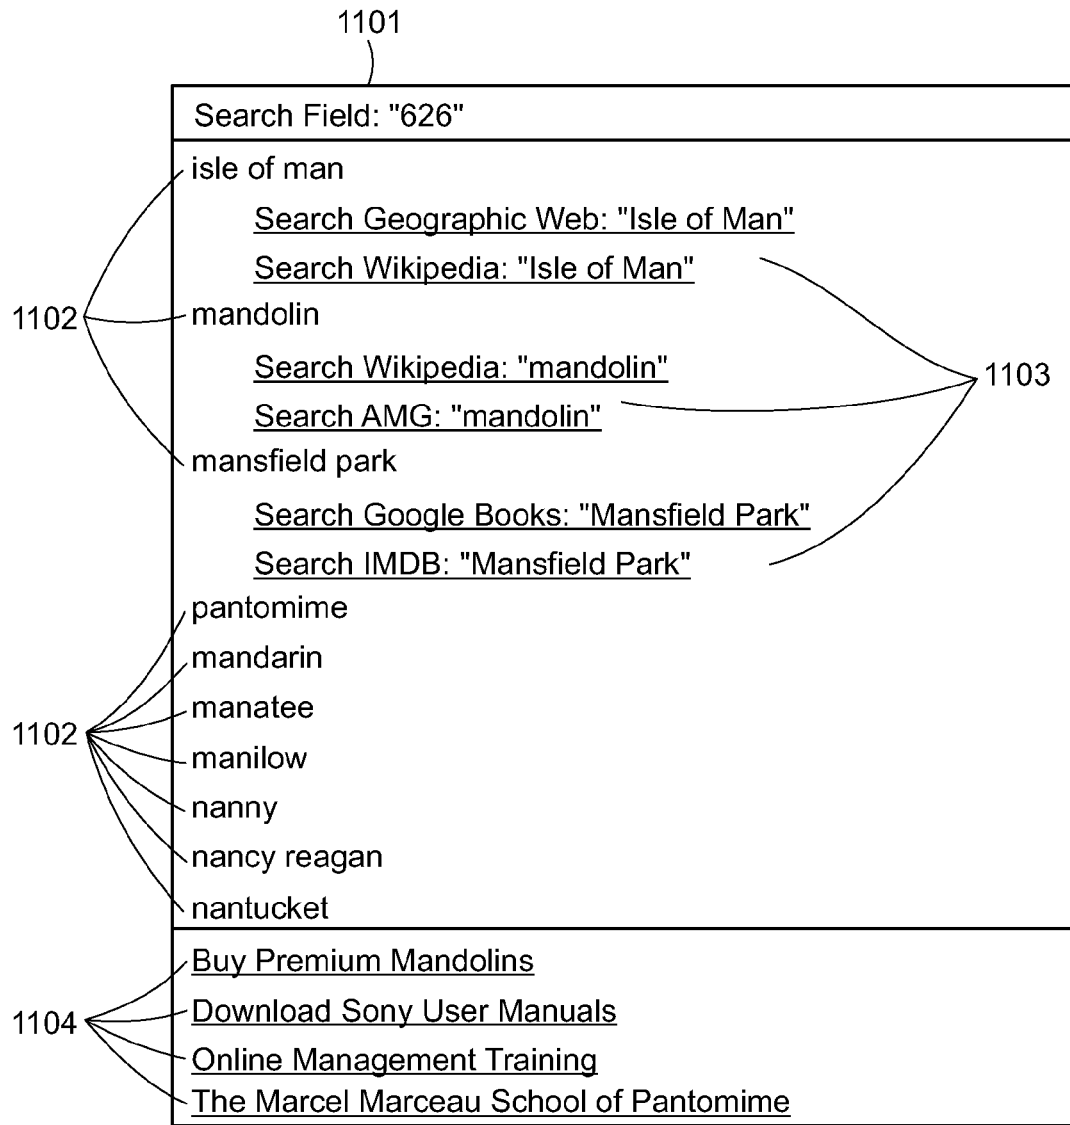 1101
Search Field: "626"
isle of man
Search Geographic Web: "Isle of Man"
Search Wikipedia: "Isle of Man"
1102
mandolin
Search Wikipedia: "mandolin"
1103
Search AMG: "mandolin"
mansfield park
Search Google Books: "Mansfield Park"
Search IMDB: "Mansfield Park"
pantomime
mandarin
manatee
1102
manilow
nanny
nancy reagan
nantucket
Buy Premium Mandolins
Download Sony User Manuals
1104
Online Management Training
The Marcel Marceau School of Pantomime